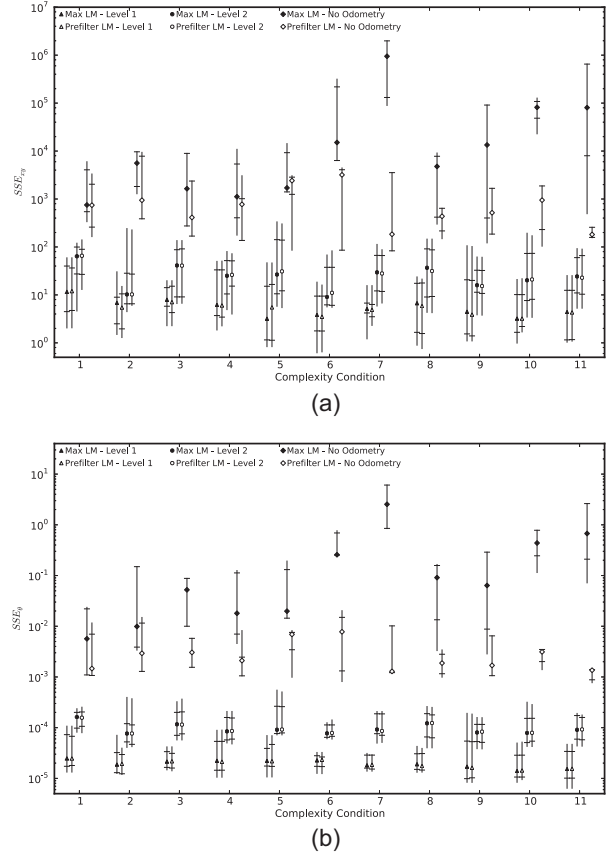 ▲ Max LM – Level 1 ● Max LM – Level 2 ◆ Max LM – No Odometry
△ Prefilter LM – Level 1 ○ Prefilter LM – Level 2 ◇ Prefilter LM – No Odometry
10^7
10^6
10^5
10^4
10^3
10^2
10^1
10^0
SSE_xy
1 2 3 4 5 6 7 8 9 10 11
Complexity Condition
(a)
▲ Max LM – Level 1 ● Max LM – Level 2 ◆ Max LM – No Odometry
△ Prefilter LM – Level 1 ○ Prefilter LM – Level 2 ◇ Prefilter LM – No Odometry
10^1
10^0
10^-1
10^-2
10^-3
10^-4
10^-5
SSE_θ
1 2 3 4 5 6 7 8 9 10 11
Complexity Condition
(b)